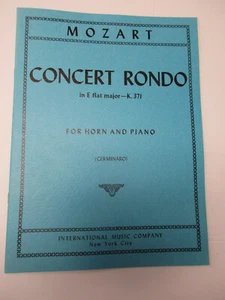 MOZART
CONCERT RONDO
in E flat major—K. 371
FOR HORN AND PIANO
(CERMINARO)
INTERNATIONAL MUSIC COMPANY
New York City